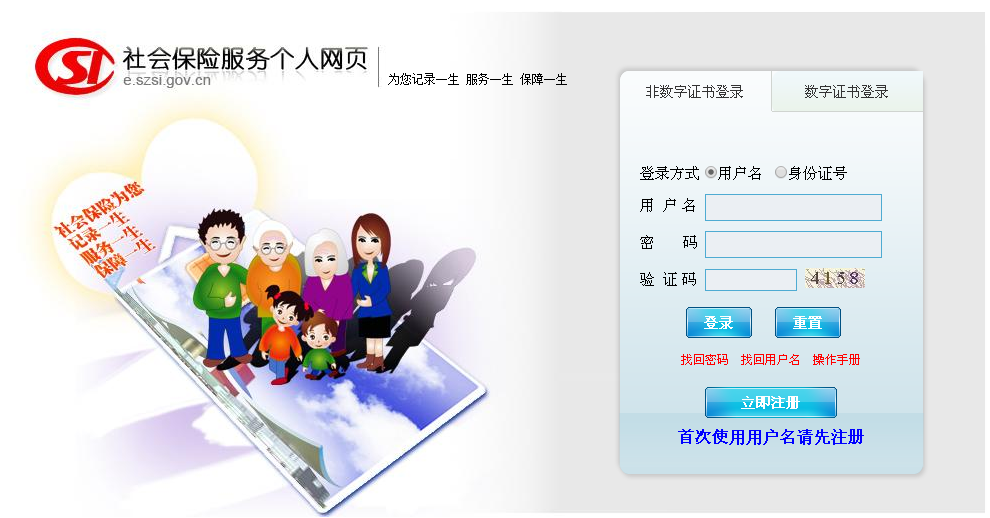 SI
社会保险服务个人网页
e.szsi.gov.cn
为您记录一生 服务一生 保障一生
社会保险为您
记录一生
服务一生
保障一生
非数字证书登录 数字证书登录
登录方式 用户名 身份证号
用 户 名
密 码
验 证 码 4158
登录 重置
找回密码 找回用户名 操作手册
立即注册
首次使用用户名请先注册